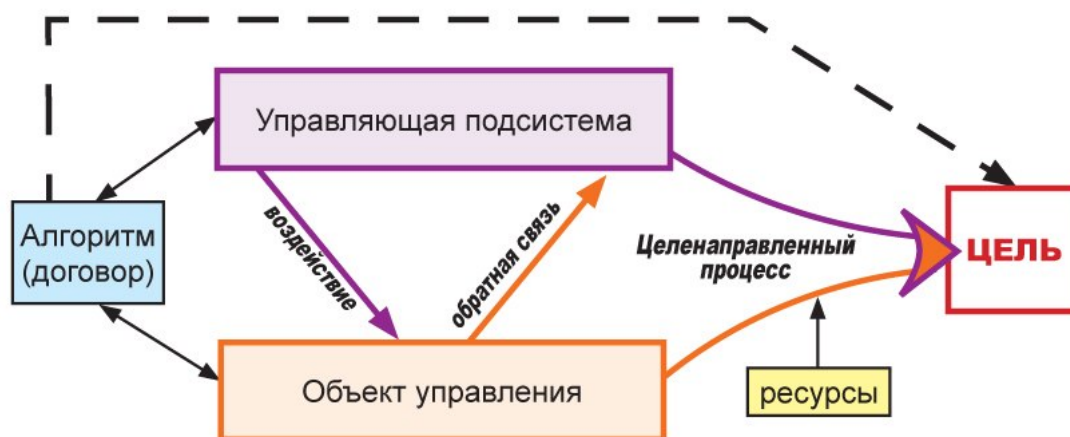 Управляющая подсистема
Алгоритм
(договор)
воздействие
обратная связь
Целенаправленный
процесс
ЦЕЛЬ
Объект управления
ресурсы